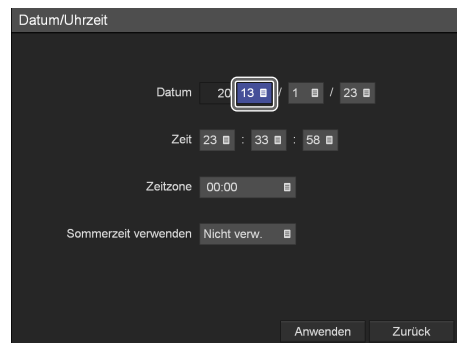 Datum/Uhrzeit
Datum 20 13 / 1 / 23
Zeit 23 : 33 : 58
Zeitzone 00:00
Sommerzeit verwenden Nicht verw.
Anwenden Zurück